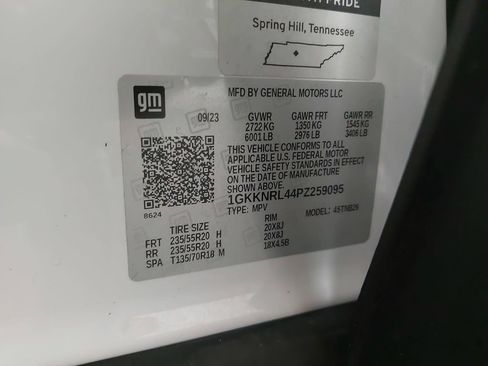 PRIDE
Spring Hill, Tennessee
gm
MFD BY GENERAL MOTORS LLC
09/23 GVWR GAWR FRT GAWR RR
2722 KG 1350 KG 1545 KG
6001 LB 2976 LB 3406 LB
THIS VEHICLE CONFORMS TO ALL
APPLICABLE U.S. FEDERAL MOTOR
VEHICLE SAFETY STANDARDS IN
EFFECT ON THE DATE OF MANUFACTURE
SHOWN ABOVE.
1GKKNRL44PZ259095
TYPE: MPV MODEL: 4STNB26
8624
TIRE SIZE RIM
FRT 235/55R20 H 20X8J
RR 235/55R20 H 20X8J
SPA T135/70R18 M 18X4.5B